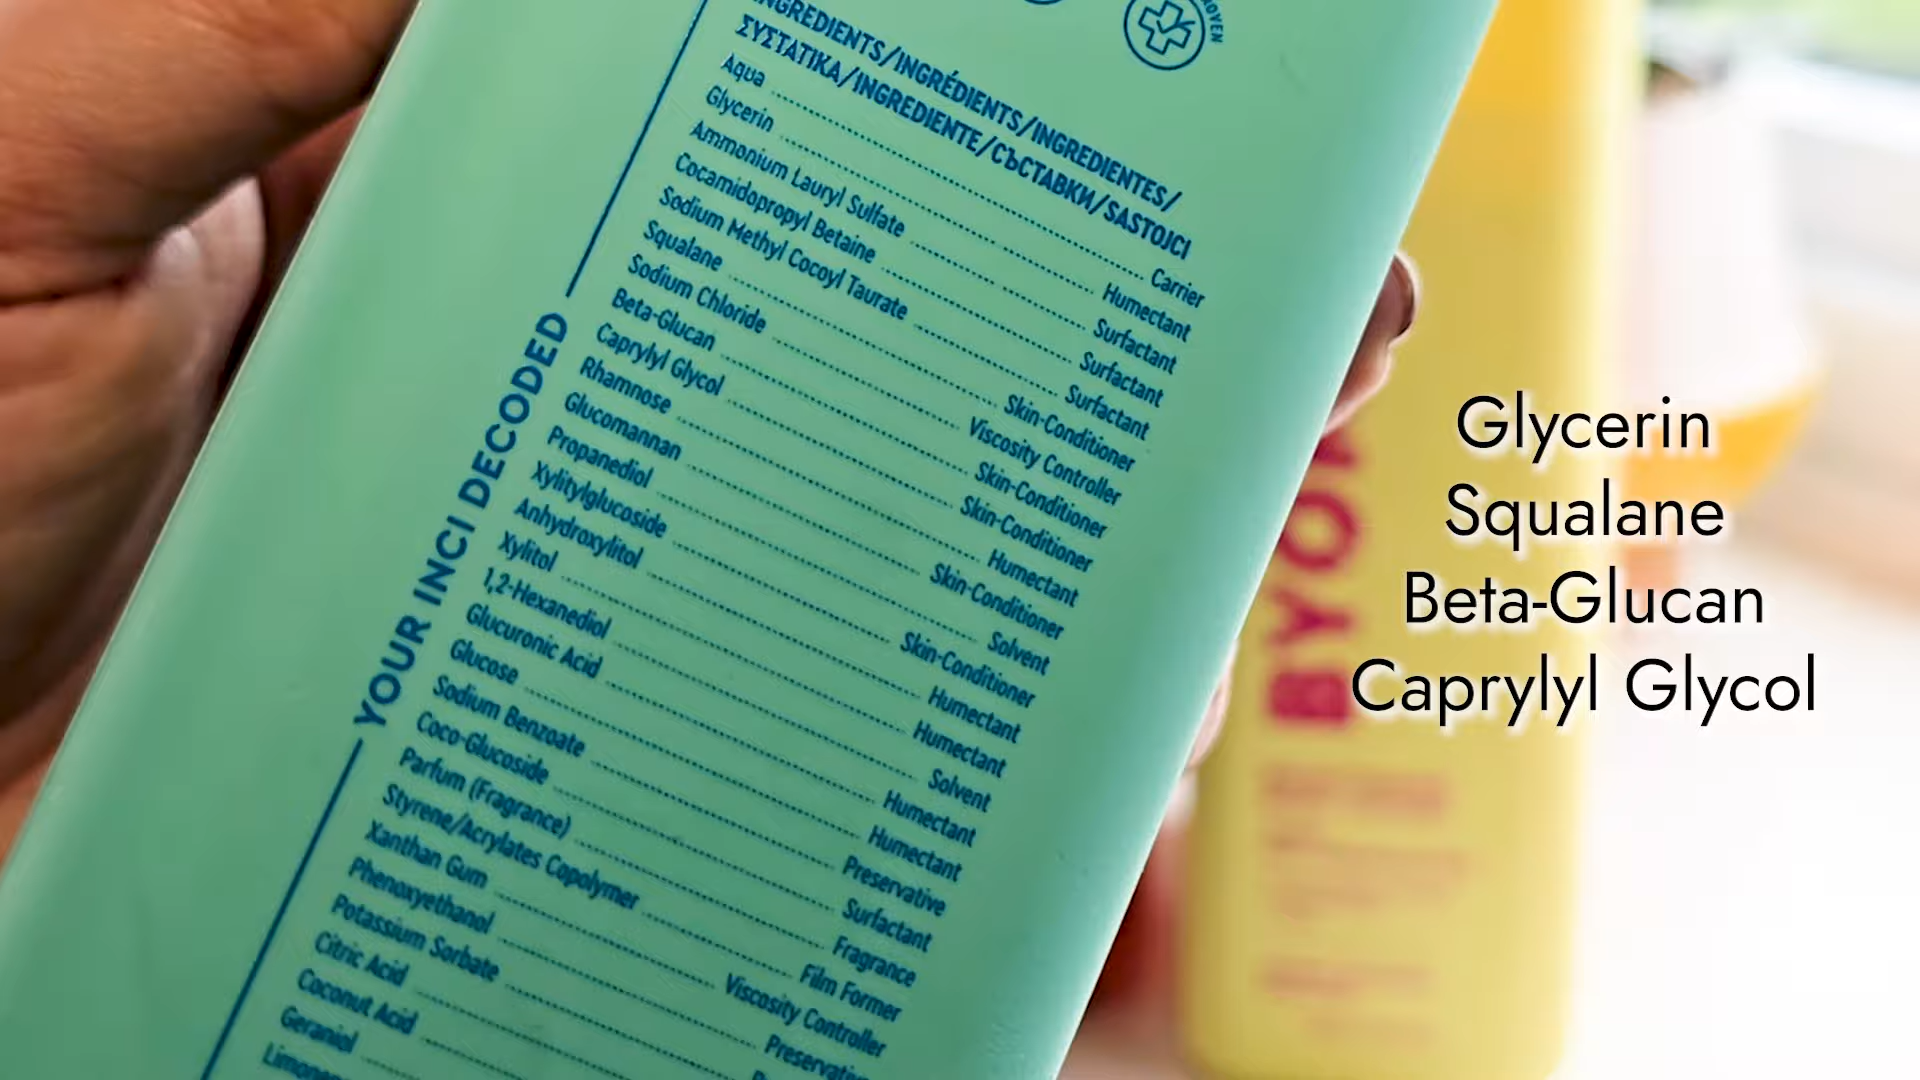 INGREDIENTS/INGRÉDIENTS/INGREDIENTES/
ΣΥΣΤΑΤΙΚΑ/INGREDIENTE/СЪСТАВКИ/SASTOJCI
Aqua Carrier
Glycerin Humectant
Ammonium Lauryl Sulfate Surfactant
Cocamidopropyl Betaine Surfactant
Sodium Methyl Cocoyl Taurate Surfactant
Squalane Skin-Conditioner
Sodium Chloride Viscosity Controller
Beta-Glucan Skin-Conditioner
Caprylyl Glycol Skin-Conditioner
Rhamnose Humectant
Glucomannan Skin-Conditioner
Propanediol Solvent
Xylitylglucoside Skin-Conditioner
Anhydroxylitol Humectant
Xylitol Humectant
1,2-Hexanediol Solvent
Glucuronic Acid Humectant
Glucose Humectant
Sodium Benzoate Preservative
Coco-Glucoside Surfactant
Parfum (Fragrance) Fragrance
Styrene/Acrylates Copolymer Film Former
Xanthan Gum Viscosity Controller
Phenoxyethanol Preservative
Potassium Sorbate
Citric Acid
Coconut Acid
Geraniol
YOUR INCI DECODED
Glycerin
Squalane
Beta-Glucan
Caprylyl Glycol